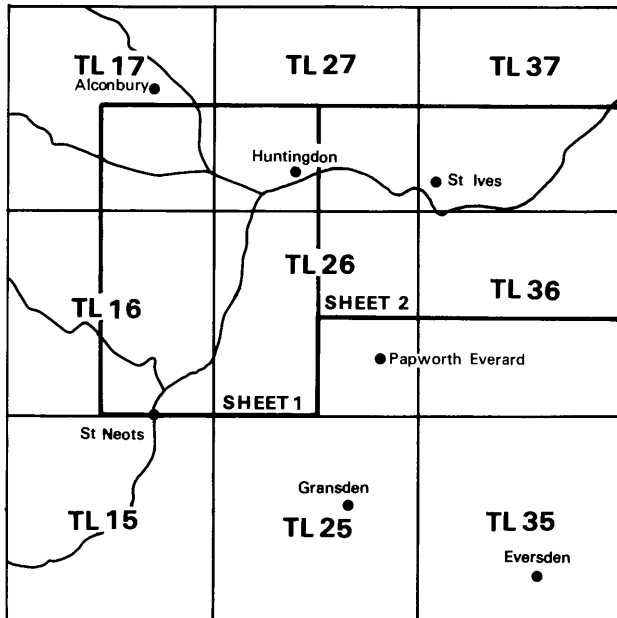 TL 17
TL 27
TL 37
Alconbury
Huntingdon
St Ives
TL 26
TL 16
TL 36
SHEET 2
Papworth Everard
SHEET 1
St Neots
Gransden
TL 15
TL 25
TL 35
Eversden